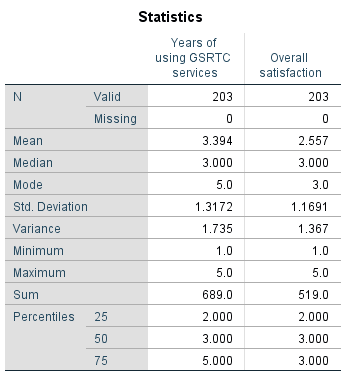 Statistics
Years of
using GSRTC
services
Overall
satisfaction
N Valid 203 203
Missing 0 0
Mean 3.394 2.557
Median 3.000 3.000
Mode 5.0 3.0
Std. Deviation 1.3172 1.1691
Variance 1.735 1.367
Minimum 1.0 1.0
Maximum 5.0 5.0
Sum 689.0 519.0
Percentiles 25 2.000 2.000
50 3.000 3.000
75 5.000 3.000